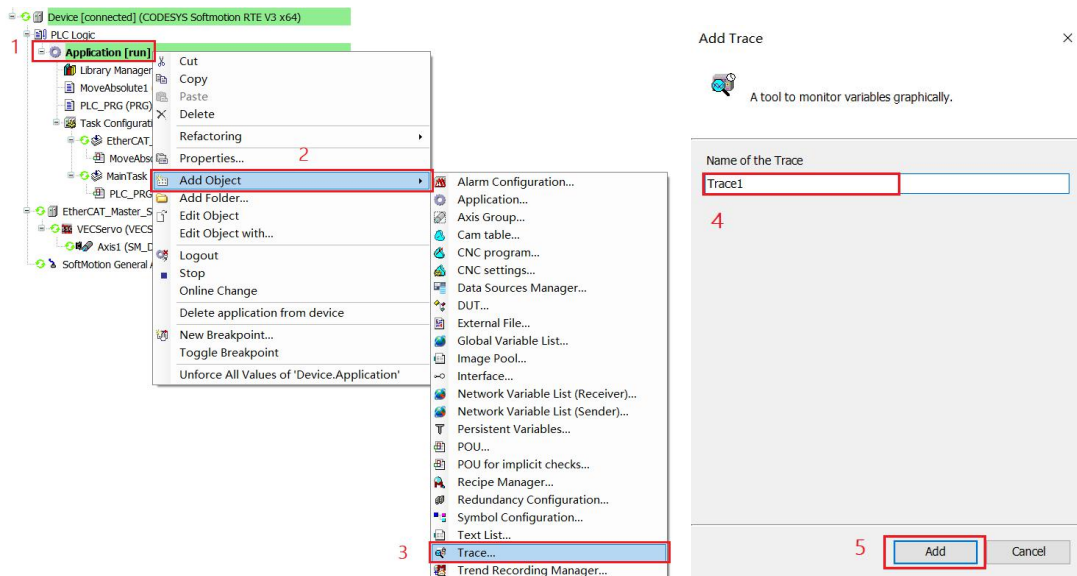 Device [connected] (CODESYS Softmotion RTE V3 x64)
PLC Logic
1
Application [run]
Library Manager
MoveAbsolute1
PLC_PRG (PRG)
Task Configurati
EtherCAT_
MoveAbso
MainTask
PLC_PRG
EtherCAT_Master_S
VECServo (VECS
Axis1 (SM_D
SoftMotion General
Cut
Copy
Paste
Delete
Refactoring
Properties...
2
Add Object
Add Folder...
Edit Object
Edit Object with...
Logout
Stop
Online Change
Delete application from device
New Breakpoint...
Toggle Breakpoint
Unforce All Values of 'Device.Application'
Alarm Configuration...
Application...
Axis Group...
Cam table...
CNC program...
CNC settings...
Data Sources Manager...
DUT...
External File...
Global Variable List...
Image Pool...
Interface...
Network Variable List (Receiver)...
Network Variable List (Sender)...
Persistent Variables...
POU...
POU for implicit checks...
Recipe Manager...
Redundancy Configuration...
Symbol Configuration...
Text List...
3
Trace...
Trend Recording Manager...
Add Trace
A tool to monitor variables graphically.
Name of the Trace
Trace1
4
5
Add
Cancel